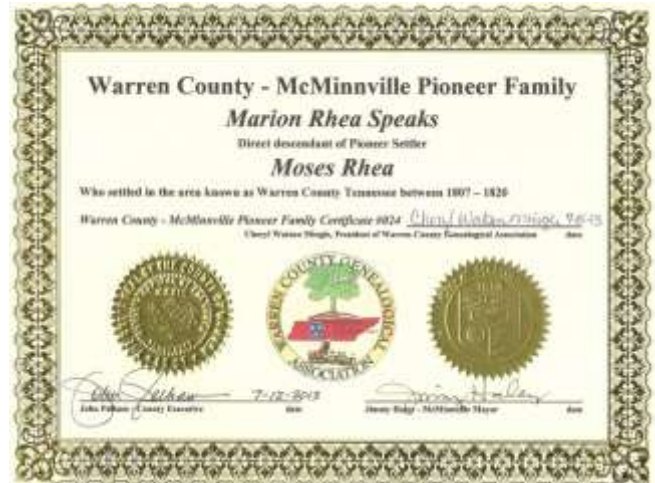 Warren County - McMinnville Pioneer Family
Marion Rhea Speaks
Direct descendant of Pioneer Settler
Moses Rhea
Who settled in the area known as Warren County Tennessee between 1807 – 1820
Warren County - McMinnville Pioneer Family Certificate #024
President of Warren County Genealogical Association date
WARREN COUNTY GENEALOGICAL ASSOCIATION
7-12-2013
John Pelham - County Executive date
Jimmy Haley - McMinnville Mayor date